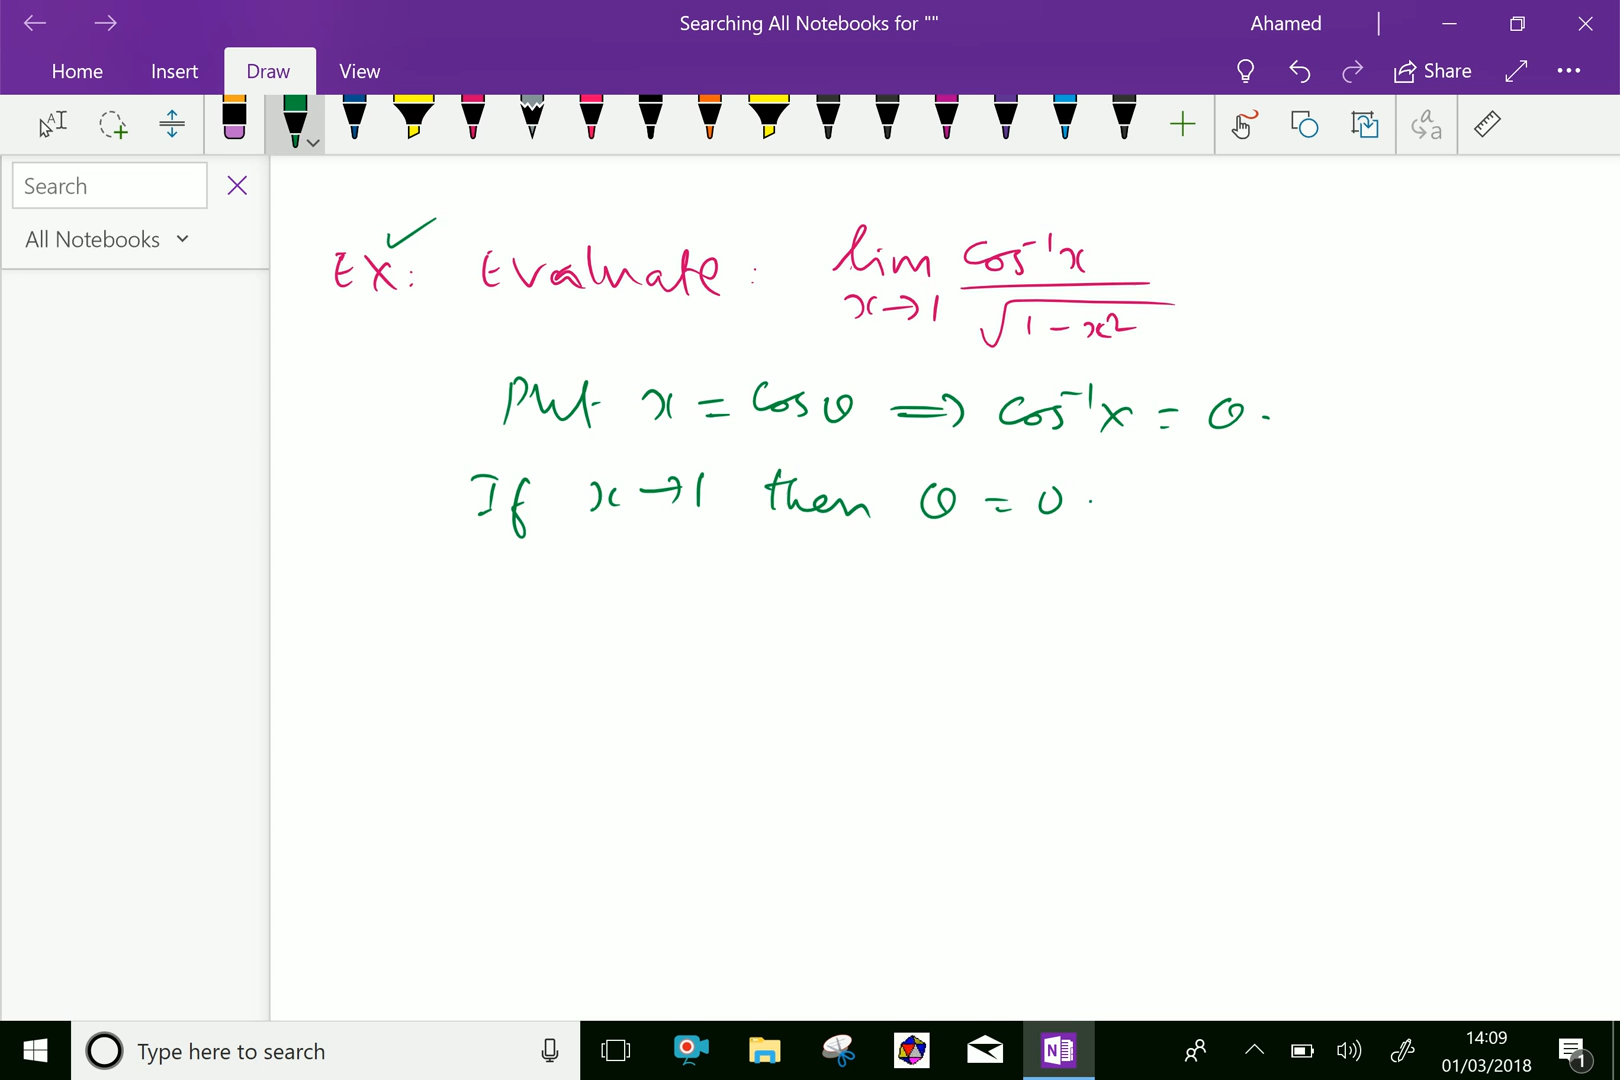 Searching All Notebooks for ""
Ahamed
Home Insert Draw View
Share
Search
All Notebooks
EX: Evaluate: lim x→1 cos⁻¹x / √(1-x²)
Put x = cos θ ⟹ cos⁻¹x = θ.
If x→1 then θ = 0.
Type here to search
14:09
01/03/2018
1